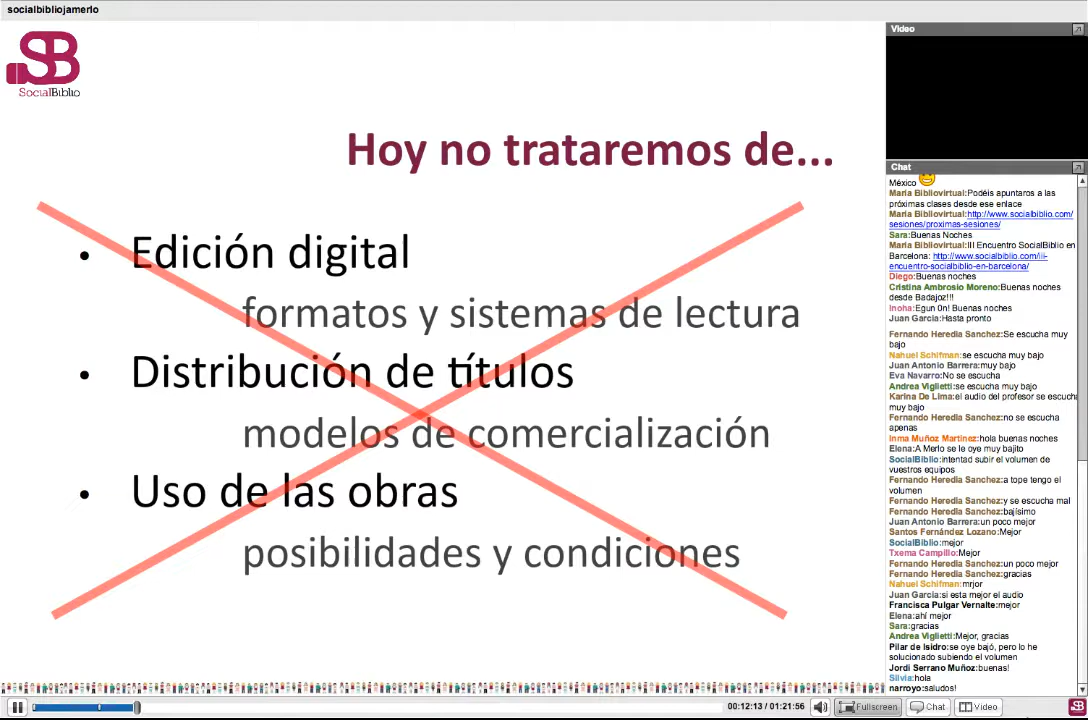 socialbibliojamerlo
SB
SocialBiblio
Hoy no trataremos de...
• Edición digital
formatos y sistemas de lectura
• Distribución de títulos
modelos de comercialización
• Uso de las obras
posibilidades y condiciones
Video
Chat
México
Maria Bibliovirtual:Podéis apuntaros a las
próximas clases desde ese enlace
Maria Bibliovirtual:http://www.socialbiblio.com/
sesiones/proximas-sesiones/
Sara:Buenas Noches
Maria Bibliovirtual:III Encuentro SocialBiblio en
Barcelona: http://www.socialbiblio.com/iii-
encuentro-socialbiblio-en-barcelona/
Diego:Buenas noches
Cristina Ambrosio Moreno:Buenas noches
desde Badajoz!!!
Inoha:Egun 0n! Buenas noches
Juan Garcia:Hasta pronto
Fernando Heredia Sanchez:Se escucha muy
bajo
Nahuel Schifman:se escucha muy bajo
Juan Antonio Barrera:muy bajo
Eva Navarro:No se escucha
Andrea Viglietti:se escucha muy bajo
Karina De Lima:el audio del profesor se escucha
muy bajo
Fernando Heredia Sanchez:no se escucha
apenas
Inma Muñoz Martinez:hola buenas noches
Elena:A Merlo se le oye muy bajito
SocialBiblio:intentad subir el volumen de
vuestros equipos
Fernando Heredia Sanchez:a tope tengo el
volumen
Fernando Heredia Sanchez:y se escucha mal
Fernando Heredia Sanchez:bajísimo
Juan Antonio Barrera:un poco mejor
Santos Fernández Lozano:Mejor
SocialBiblio:mejor
Txema Campillo:Mejor
Fernando Heredia Sanchez:un poco mejor
Fernando Heredia Sanchez:gracias
Nahuel Schifman:mrjor
Juan Garcia:si esta mejor el audio
Francisca Pulgar Vernalte:mejor
Elena:ahí mejor
Sara:gracias
Andrea Viglietti:Mejor, gracias
Pilar de Isidro:se oye bajó, pero lo he
solucionado subiendo el volumen
Jordi Serrano Muñoz:buenas!
Silvia:hola
narroyo:saludos!
00:12:13 / 01:21:56
Fullscreen
Chat
Video
SB